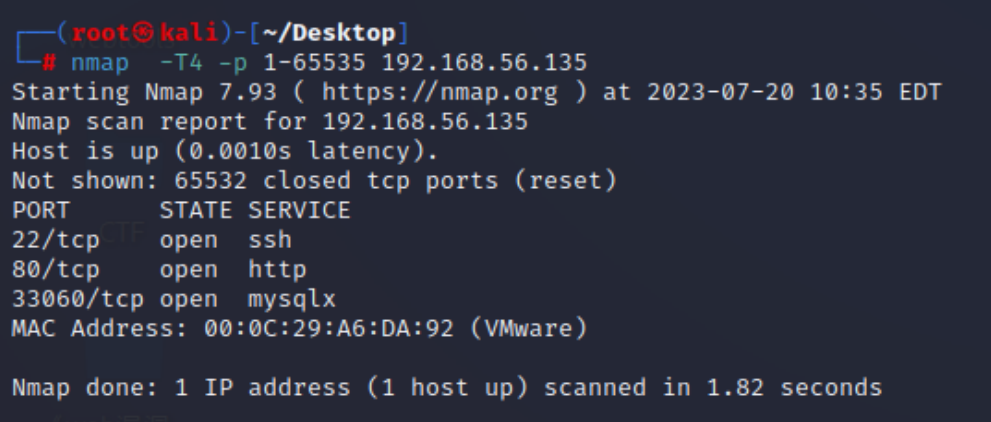 ┌──(root㉿kali)-[~/Desktop]
└─# nmap  -T4 -p 1-65535 192.168.56.135
Starting Nmap 7.93 ( https://nmap.org ) at 2023-07-20 10:35 EDT
Nmap scan report for 192.168.56.135
Host is up (0.0010s latency).
Not shown: 65532 closed tcp ports (reset)
PORT      STATE SERVICE
22/tcp    open  ssh
80/tcp    open  http
33060/tcp open  mysqlx
MAC Address: 00:0C:29:A6:DA:92 (VMware)

Nmap done: 1 IP address (1 host up) scanned in 1.82 seconds